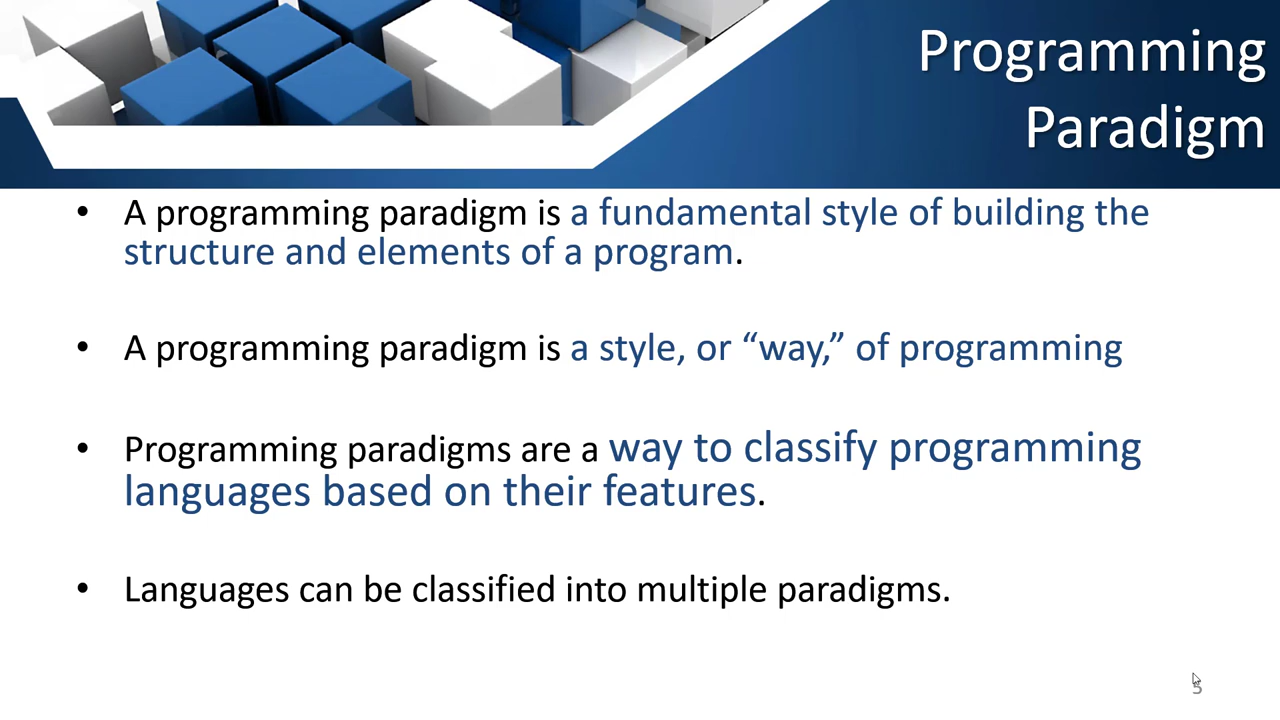 Programming
Paradigm
• A programming paradigm is a fundamental style of building the
structure and elements of a program.
• A programming paradigm is a style, or “way,” of programming
• Programming paradigms are a way to classify programming
languages based on their features.
• Languages can be classified into multiple paradigms.
5